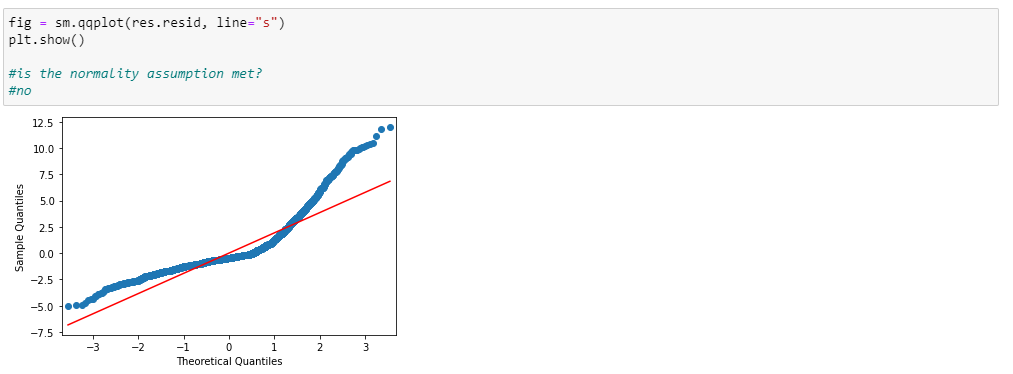 fig = sm.qqplot(res.resid, line="s")
plt.show()
#is the normality assumption met?
#no
12.5
10.0
7.5
5.0
2.5
0.0
−2.5
−5.0
−7.5
Sample Quantiles
−3 −2 −1 0 1 2 3
Theoretical Quantiles